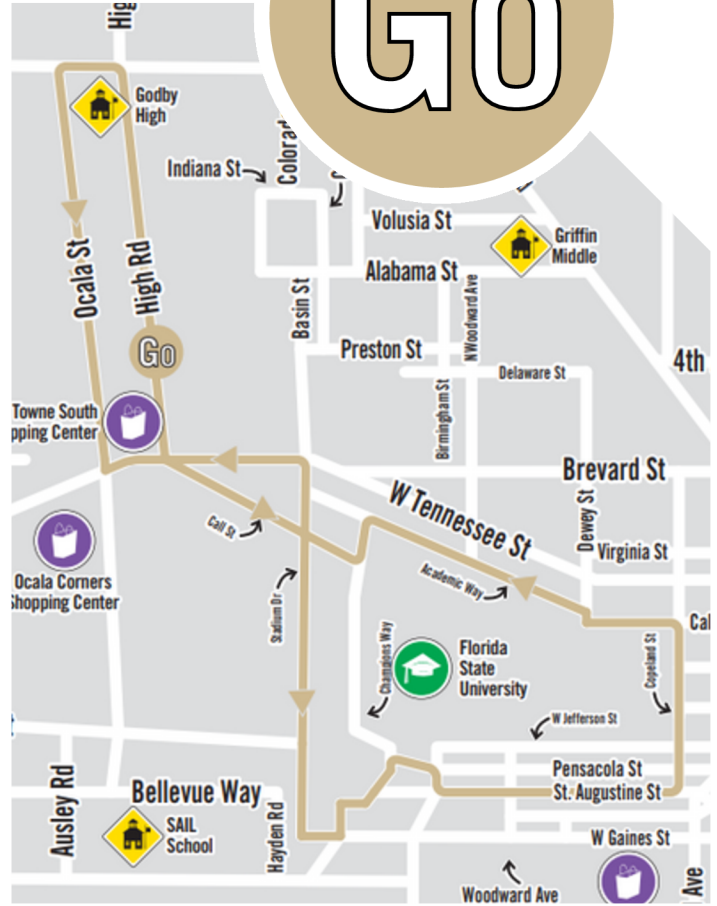 Go
Hig
Godby
High
Indiana St
Colorad
Volusia St
Griffin
Middle
Alabama St
Ocala St
High Rd
Basin St
N Woodward Ave
Go
Preston St
4th
Delaware St
Birmingham St
Towne South
pping Center
Brevard St
W Tennessee St
Dewey St
Call St
Virginia St
Ocala Corners
Shopping Center
Academic Way
Stadium Dr
Champions Way
Florida
State
University
Copeland St
Cal
W Jefferson St
Pensacola St
St. Augustine St
Ausley Rd
Bellevue Way
SAIL
School
Hayden Rd
W Gaines St
Woodward Ave
Ave